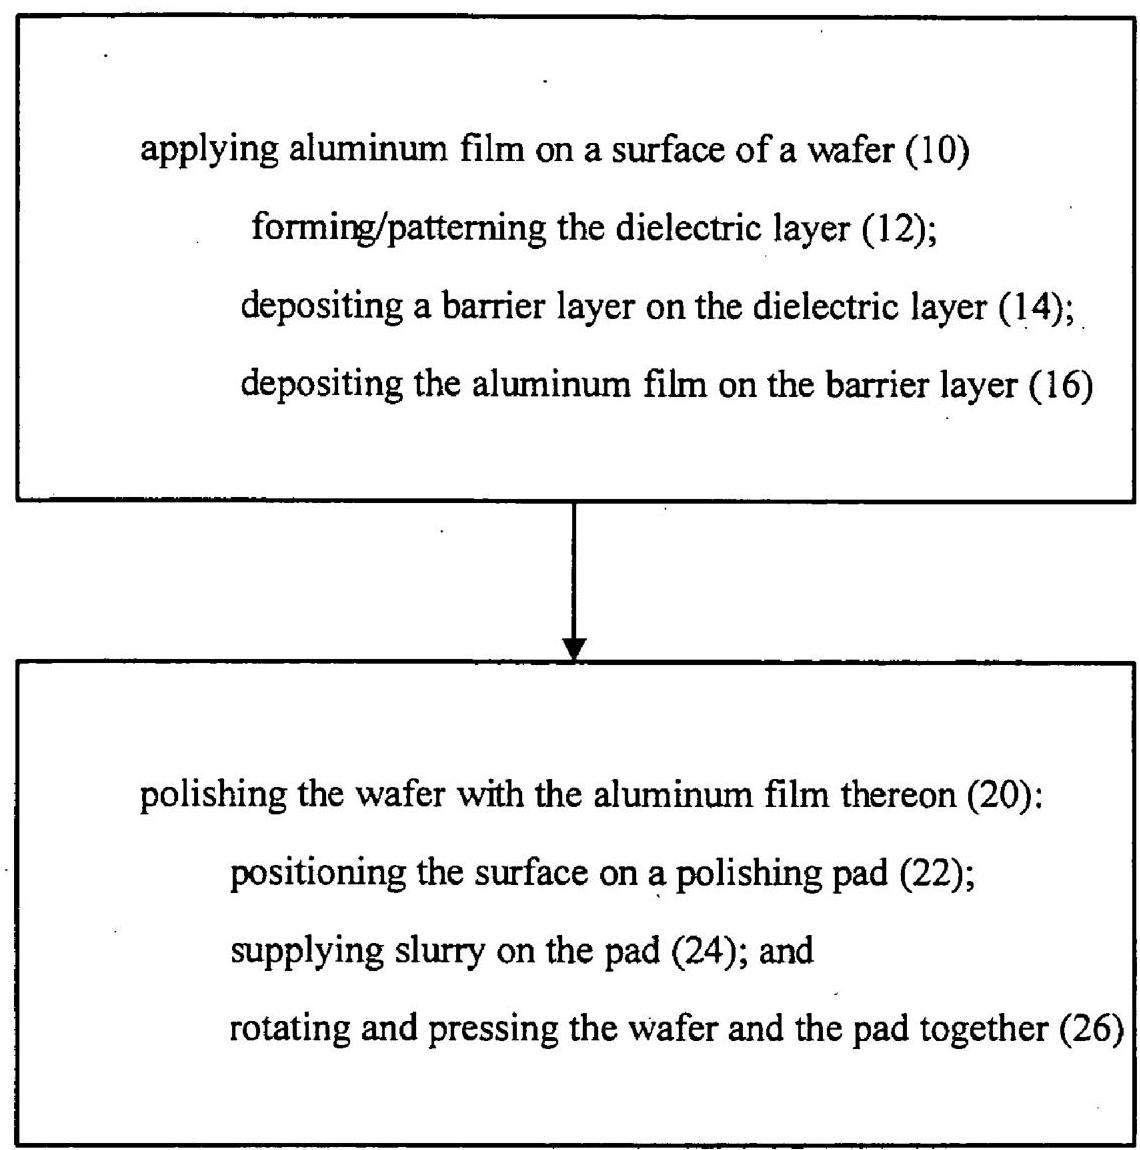 applying aluminum film on a surface of a wafer (10)
forming/patterning the dielectric layer (12);
depositing a barrier layer on the dielectric layer (14);
depositing the aluminum film on the barrier layer (16)
polishing the wafer with the aluminum film thereon (20):
positioning the surface on a polishing pad (22);
supplying slurry on the pad (24); and
rotating and pressing the wafer and the pad together (26)